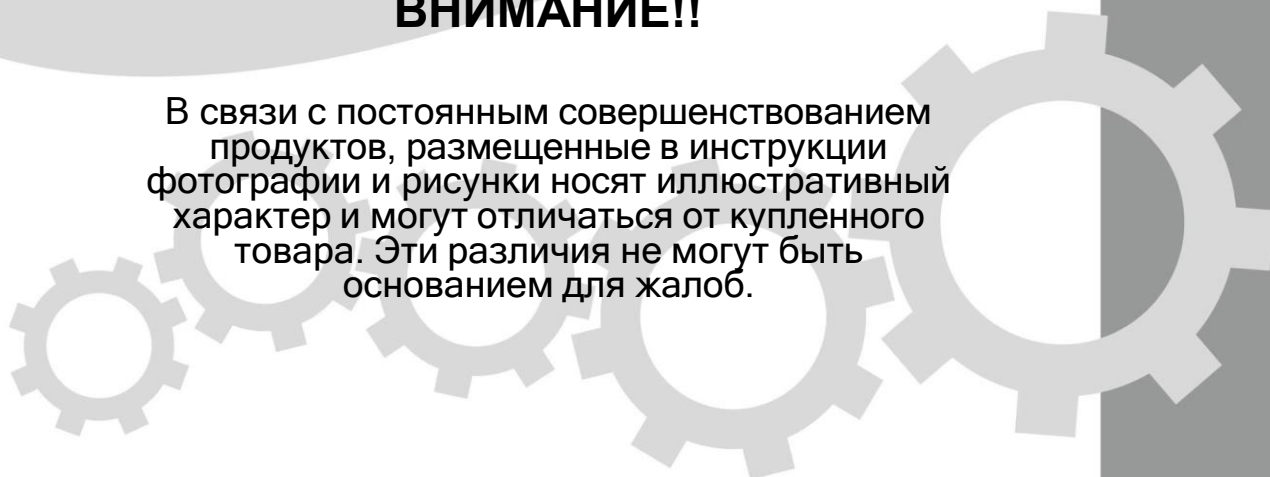 ВНИМАНИЕ!!
В связи с постоянным совершенствованием
продуктов, размещенные в инструкции
фотографии и рисунки носят иллюстративный
характер и могут отличаться от купленного
товара. Эти различия не могут быть
основанием для жалоб.